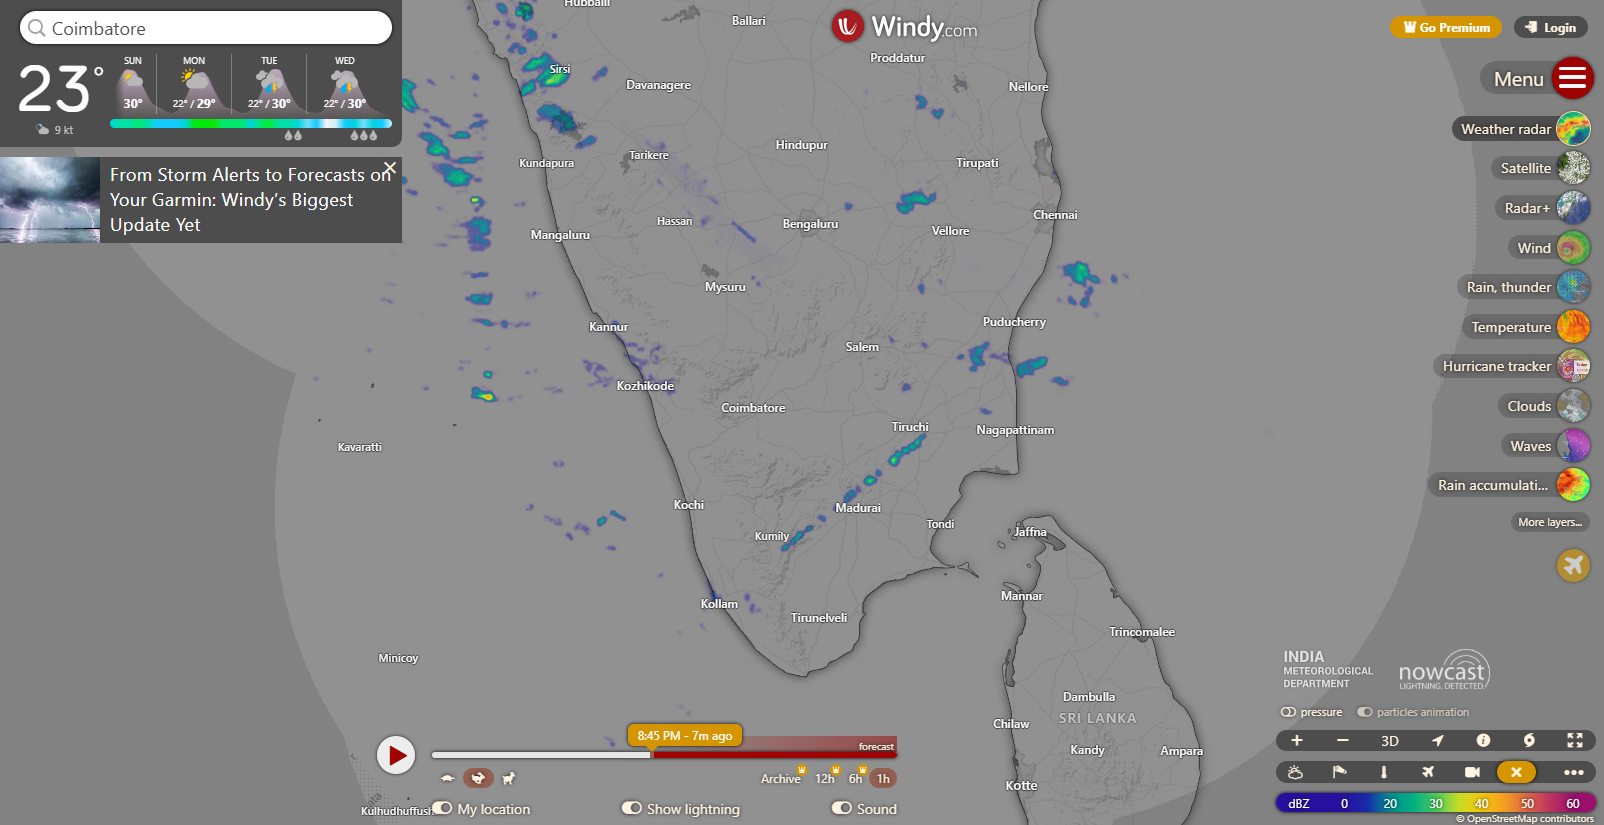 Coimbatore
23°
9 kt
SUN
MON
TUE
WED
30°
22° / 29°
22° / 30°
22° / 30°
From Storm Alerts to Forecasts on
Your Garmin: Windy's Biggest
Update Yet
Windy.com
Go Premium
Login
Menu
Weather radar
Satellite
Radar+
Wind
Rain, thunder
Temperature
Hurricane tracker
Clouds
Waves
Rain accumulati...
More layers...
Hubballi
Ballari
Proddatur
Sirsi
Davanagere
Nellore
Kundapura
Tarikere
Hindupur
Tirupati
Hassan
Bengaluru
Chennai
Mangaluru
Vellore
Mysuru
Kannur
Puducherry
Salem
Kozhikode
Coimbatore
Tiruchi
Nagapattinam
Kavaratti
Kochi
Madurai
Tondi
Kumily
Jaffna
Kollam
Mannar
Tirunelveli
Trincomalee
Minicoy
Dambulla
SRI LANKA
Chilaw
Kandy
Ampara
Kotte
Kulhudhuffushi
INDIA
METEOROLOGICAL
DEPARTMENT
nowcast
LIGHTNING. DETECTED.
pressure
particles animation
3D
8:45 PM - 7m ago
forecast
Archive
12h
6h
1h
My location
Show lightning
Sound
dBZ 0 20 30 40 50 60
© OpenStreetMap contributors